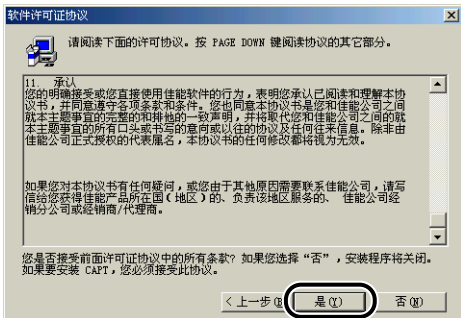 软件许可证协议
请阅读下面的许可协议。按 PAGE DOWN 键阅读协议的其它部分。
11. 承认
您的明确接受或您直接使用佳能软件的行为，表明您承认已阅读和理解本协
议书，并同意遵守各项条款和条件。您也同意本协议书是您和佳能公司之间
就本主题事宜的完整的和排他的一致声明，并将取代您和佳能公司之间的就
本主题事宜的所有口头或书写的意向或以往的协议及任何往来信息。除非由
佳能公司正式授权的代表属名，本协议书的任何修改都将视为无效。
如果您对本协议书有任何疑问，或您由于其他原因需要联系佳能公司，请写
信给您获得佳能产品所在国(地区)的、负责该地区服务的、 佳能公司经
销分公司或经销商/代理商。
您是否接受前面许可证协议中的所有条款? 如果您选择“否”，安装程序将关闭。
如果要安装 CAPT，您必须接受此协议。
< 上一步(B)
是(Y)
否(N)